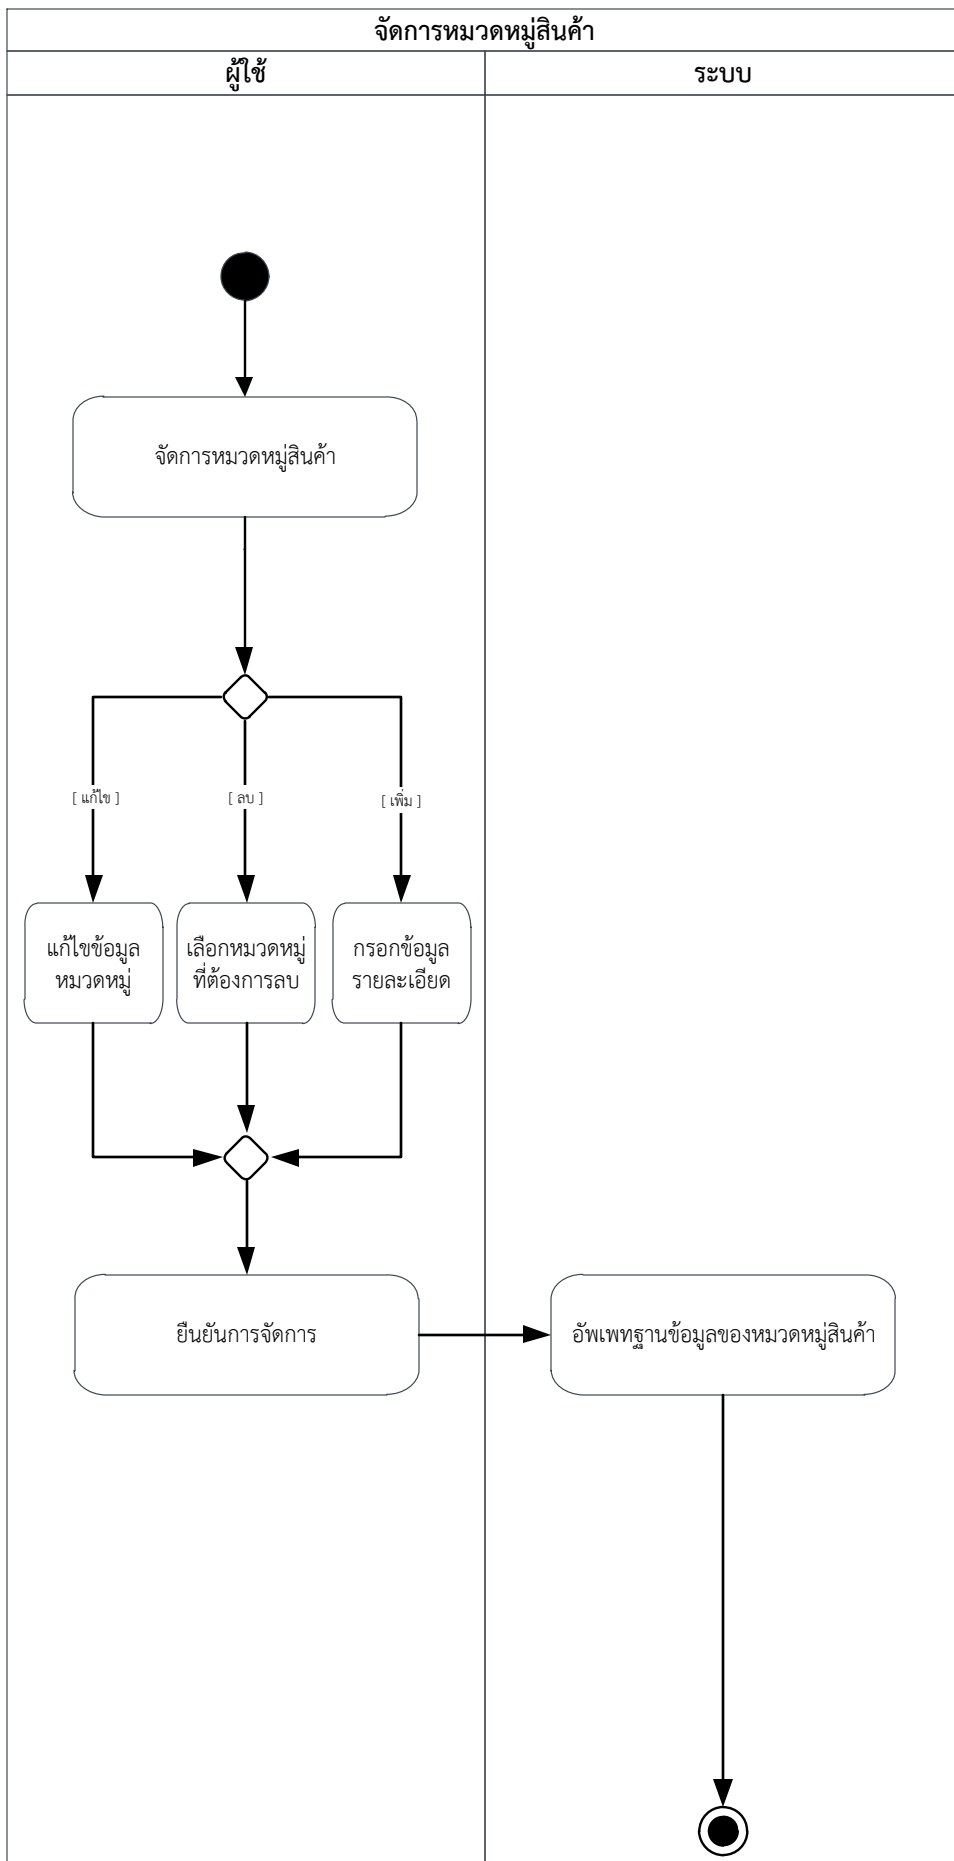 จัดการหมวดหมู่สินค้า
ผู้ใช้
ระบบ
จัดการหมวดหมู่สินค้า
[ แก้ไข ]
[ ลบ ]
[ เพิ่ม ]
แก้ไขข้อมูล
หมวดหมู่
เลือกหมวดหมู่
ที่ต้องการลบ
กรอกข้อมูล
รายละเอียด
ยืนยันการจัดการ
อัพเพทฐานข้อมูลของหมวดหมู่สินค้า